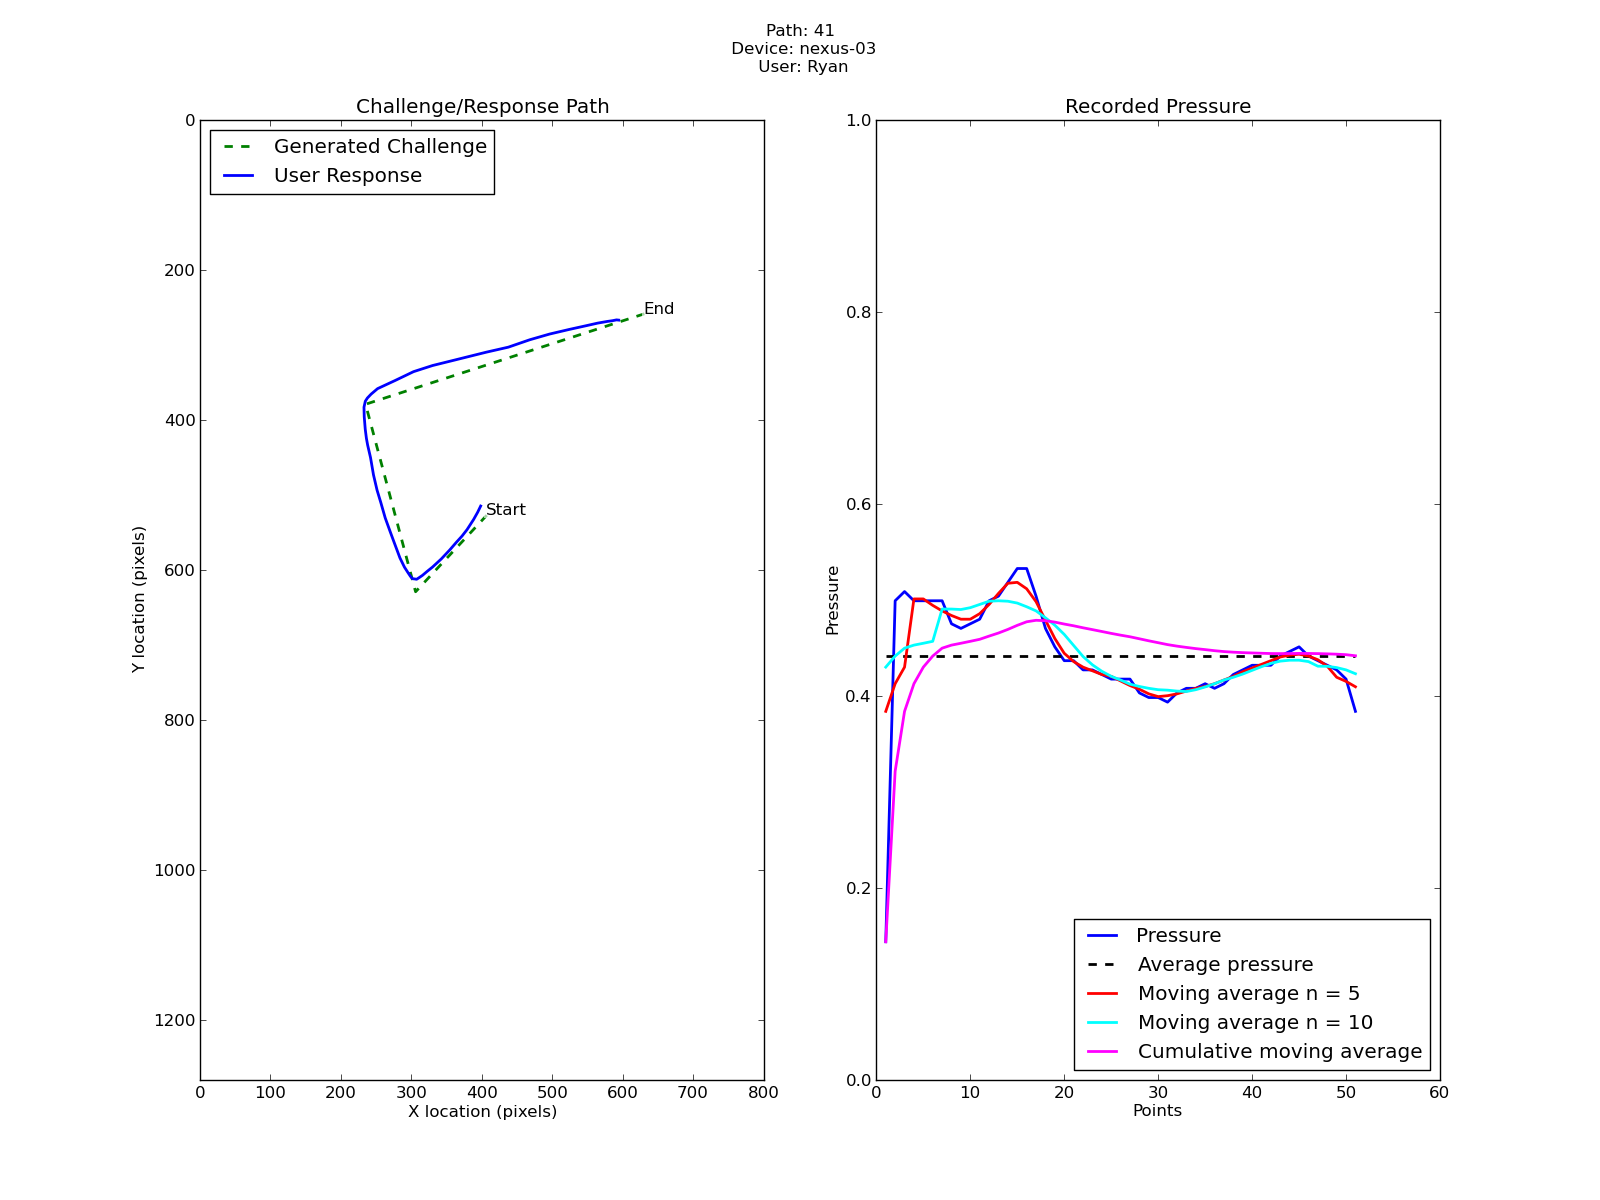 Path: 41
Device: nexus-03
User: Ryan
Challenge/Response Path
Generated Challenge
User Response
0
200
400
600
800
1000
1200
Y location (pixels)
End
Start
0 100 200 300 400 500 600 700 800
X location (pixels)
Recorded Pressure
1.0
0.8
0.6
0.4
0.2
0.0
Pressure
Pressure
Average pressure
Moving average n = 5
Moving average n = 10
Cumulative moving average
0 10 20 30 40 50 60
Points